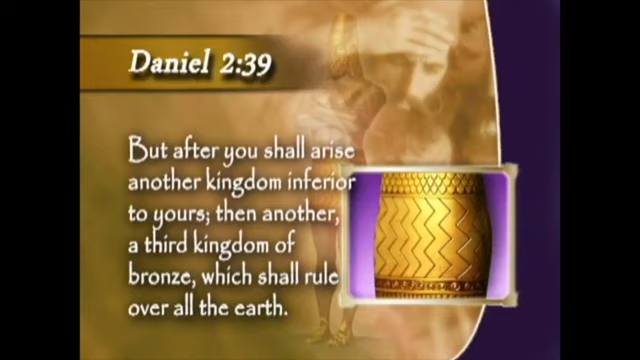 Daniel 2:39
But after you shall arise
another kingdom inferior
to yours; then another,
a third kingdom of
bronze, which shall rule
over all the earth.